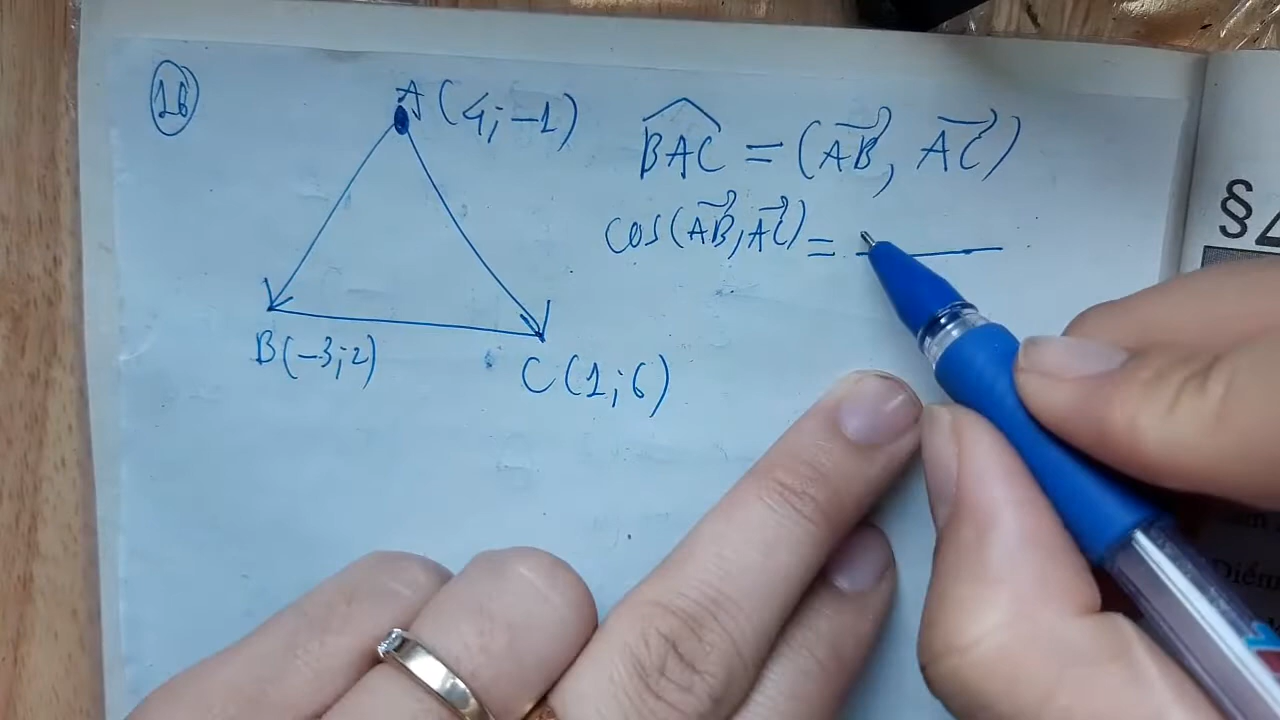 16
A(4;-1)
BAC = (AB, AC)
cos(AB, AC) =
B(-3;2)
C(1;6)
§